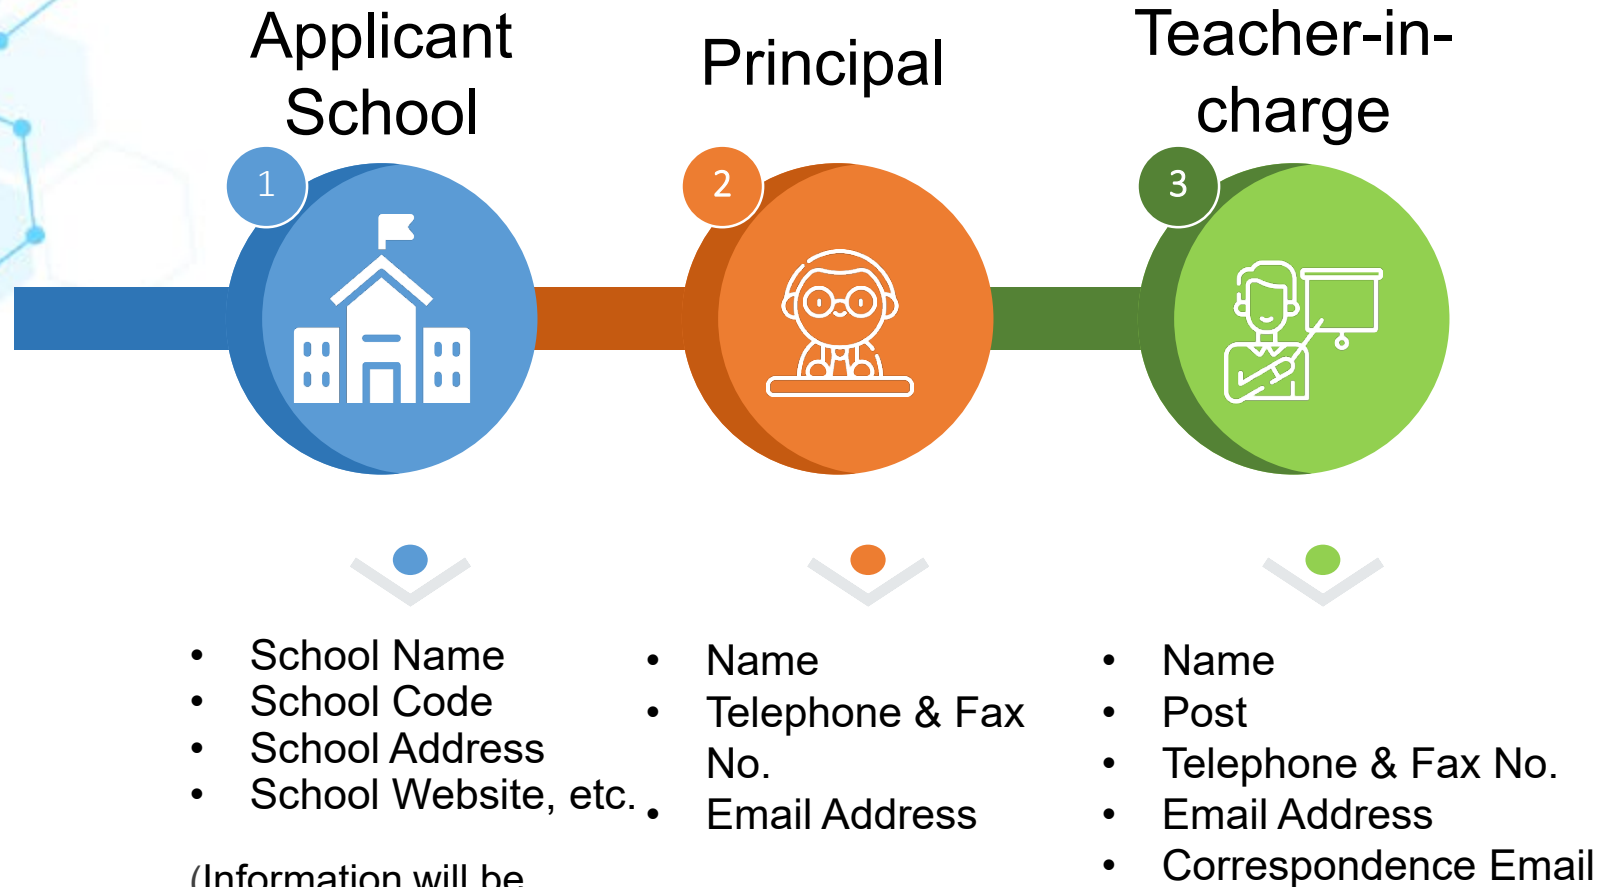 Applicant
School
1
• School Name
• School Code
• School Address
• School Website, etc.
(Information will be
Principal
2
• Name
• Telephone & Fax
No.
• Email Address
Teacher-in-
charge
3
• Name
• Post
• Telephone & Fax No.
• Email Address
• Correspondence Email